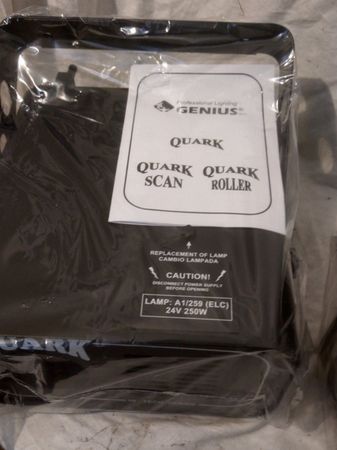 Professional Lighting
GENIUS
QUARK
QUARK SCAN
QUARK ROLLER
REPLACEMENT OF LAMP
CAMBIO LAMPADA
CAUTION!
DISCONNECT POWER SUPPLY
BEFORE OPENING
LAMP: A1/259 (ELC)
24V 250W
QUARK